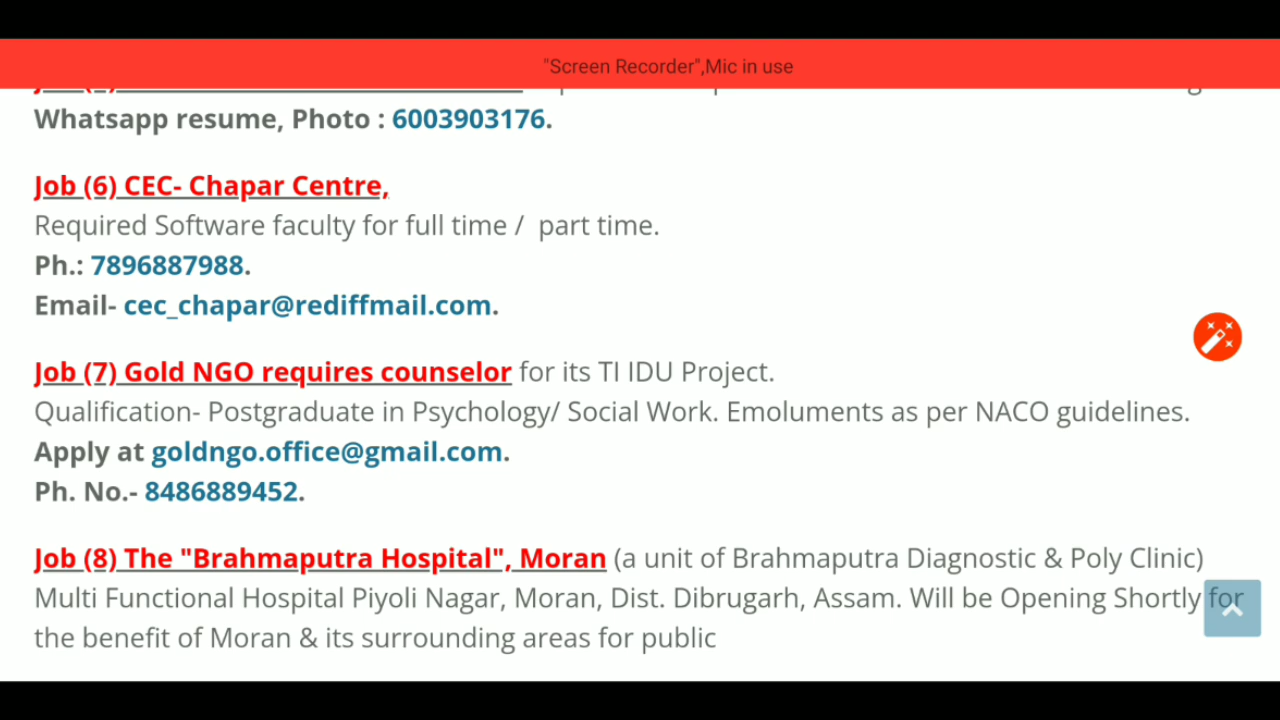 "Screen Recorder",Mic in use
Whatsapp resume, Photo : 6003903176.
Job (6) CEC- Chapar Centre,
Required Software faculty for full time / part time.
Ph.: 7896887988.
Email- cec_chapar@rediffmail.com.
Job (7) Gold NGO requires counselor for its TI IDU Project.
Qualification- Postgraduate in Psychology/ Social Work. Emoluments as per NACO guidelines.
Apply at goldngo.office@gmail.com.
Ph. No.- 8486889452.
Job (8) The "Brahmaputra Hospital", Moran (a unit of Brahmaputra Diagnostic & Poly Clinic)
Multi Functional Hospital Piyoli Nagar, Moran, Dist. Dibrugarh, Assam. Will be Opening Shortly for
the benefit of Moran & its surrounding areas for public